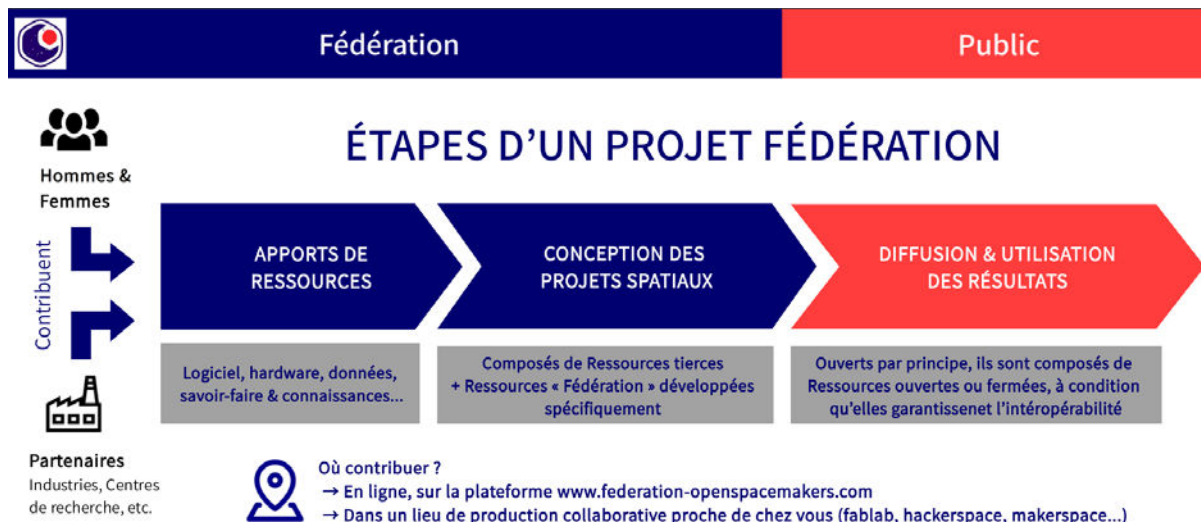 Fédération
Public
ÉTAPES D'UN PROJET FÉDÉRATION
Hommes &
Femmes
Contribuent
APPORTS DE
RESSOURCES
CONCEPTION DES
PROJETS SPATIAUX
DIFFUSION & UTILISATION
DES RÉSULTATS
Logiciel, hardware, données,
savoir-faire & connaissances...
Composés de Ressources tierces
+ Ressources « Fédération » développées
spécifiquement
Ouverts par principe, ils sont composés de
Ressources ouvertes ou fermées, à condition
qu'elles garantissenet l'intéropérabilité
Partenaires
Industries, Centres
de recherche, etc.
Où contribuer ?
→ En ligne, sur la plateforme www.federation-openspacemakers.com
→ Dans un lieu de production collaborative proche de chez vous (fablab, hackerspace, makerspace...)